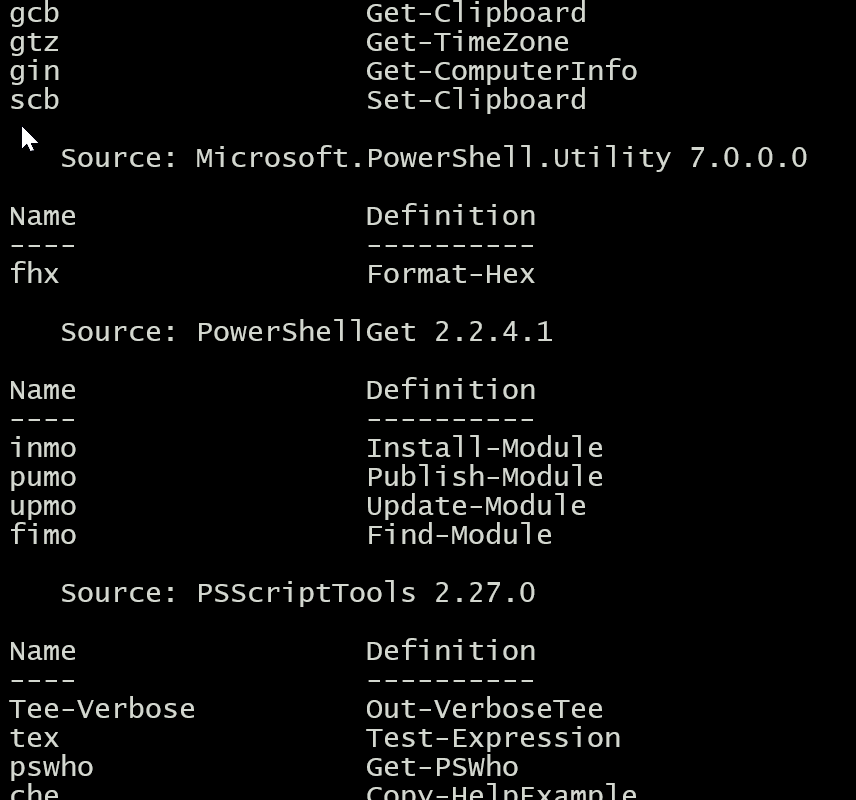 gcb Get-Clipboard
gtz Get-TimeZone
gin Get-ComputerInfo
scb Set-Clipboard
Source: Microsoft.PowerShell.Utility 7.0.0.0
Name Definition
---- ----------
fhx Format-Hex
Source: PowerShellGet 2.2.4.1
Name Definition
---- ----------
inmo Install-Module
pumo Publish-Module
upmo Update-Module
fimo Find-Module
Source: PSScriptTools 2.27.0
Name Definition
---- ----------
Tee-Verbose Out-VerboseTee
tex Test-Expression
pswho Get-PSWho
che Copy-HelpExample